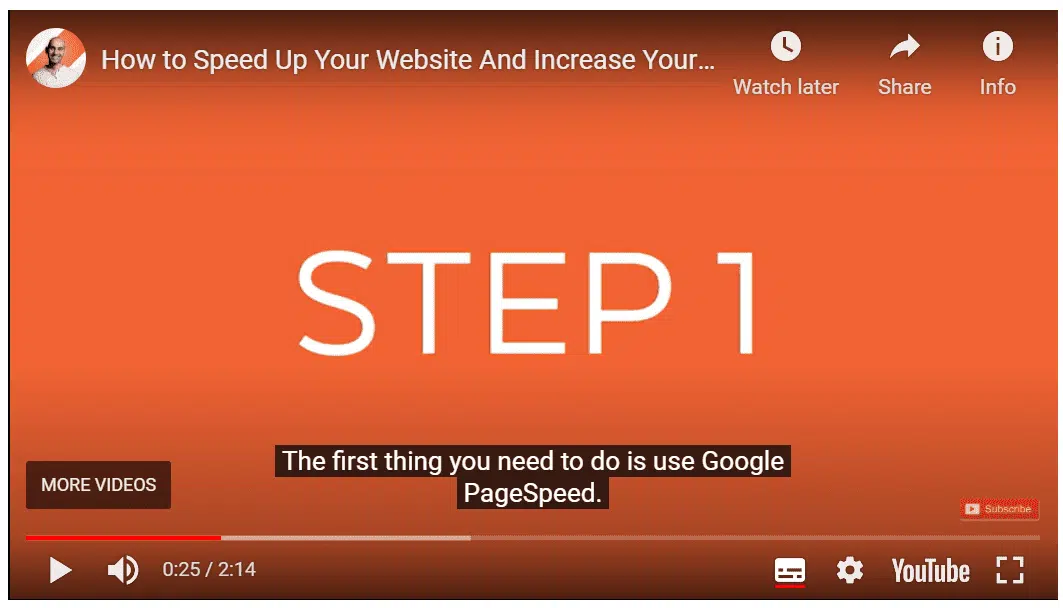 How to Speed Up Your Website And Increase Your...
Watch later
Share
Info
STEP 1
The first thing you need to do is use Google
PageSpeed.
MORE VIDEOS
Subscribe
0:25 / 2:14
YouTube